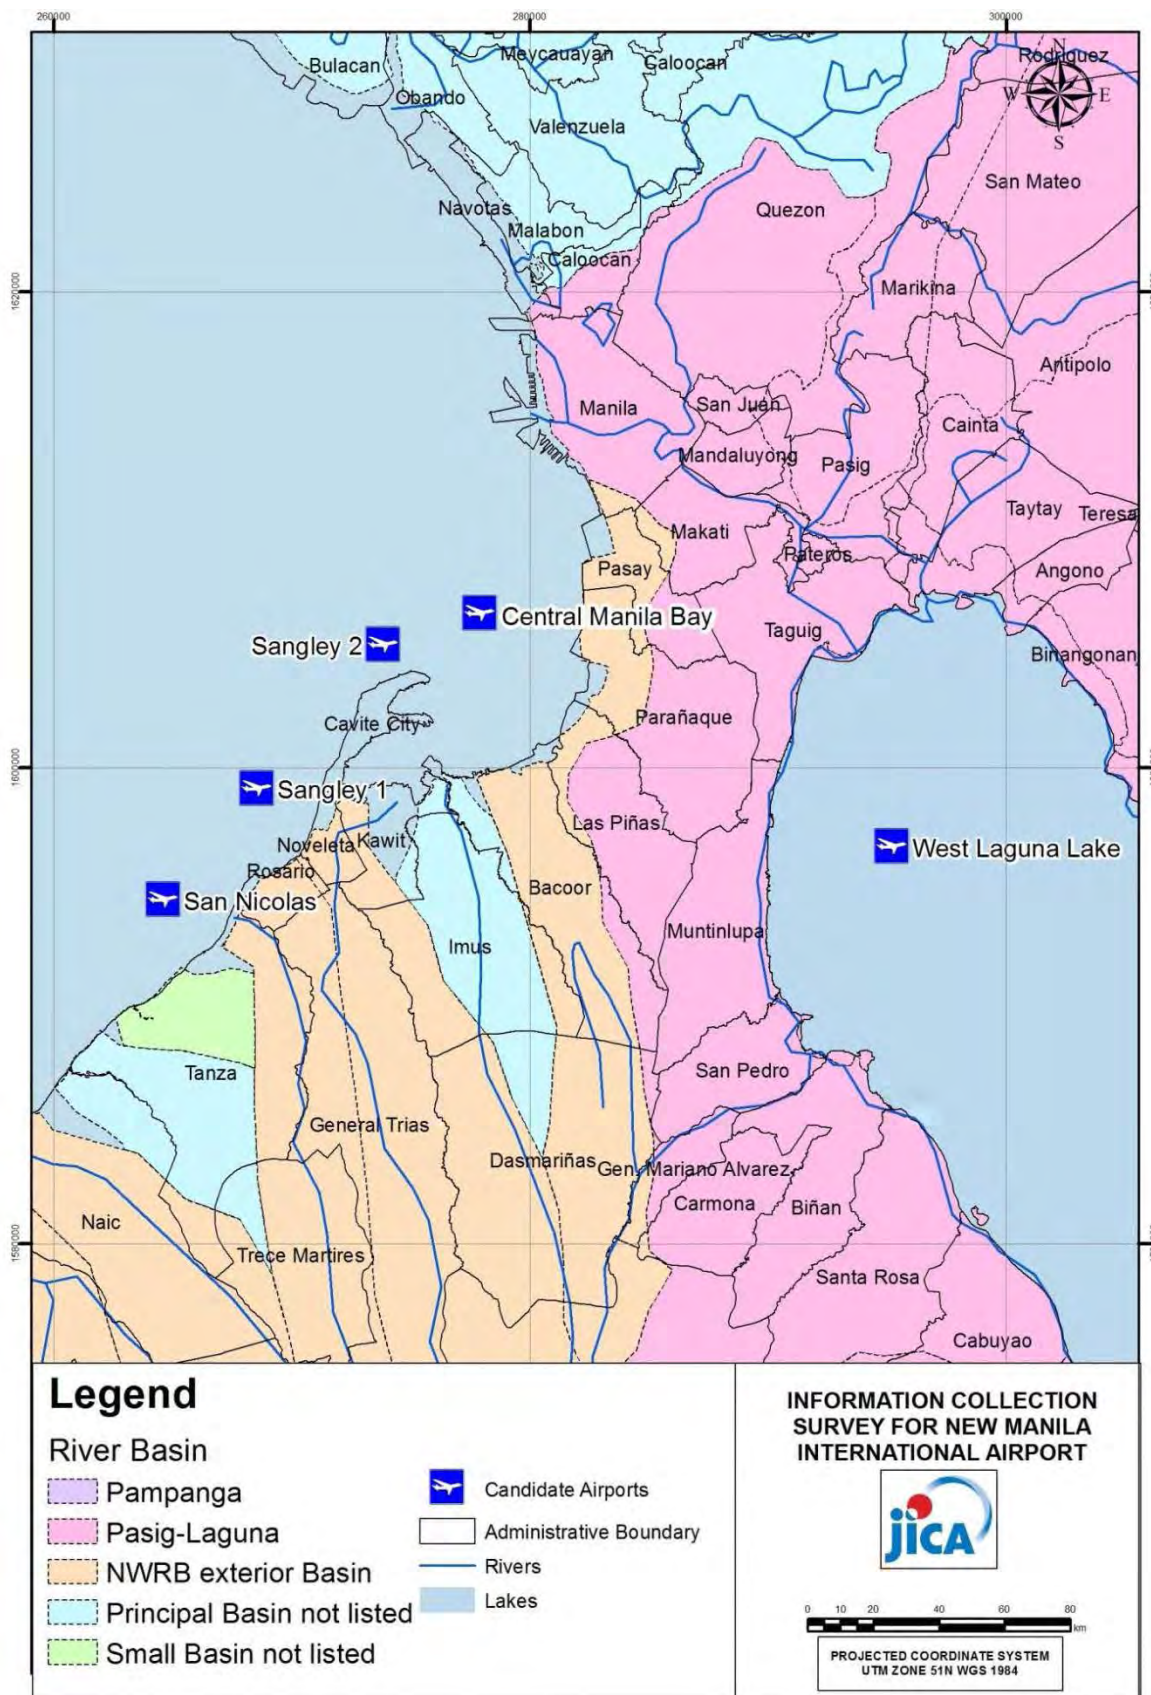 260000
280000
300000
N
W
E
S
Bulacan
Meycauayan
Caloocan
Rodriguez
Obando
Valenzuela
San Mateo
Navotas
Quezon
Malabon
Caloocan
Marikina
1620000
Antipolo
Manila
San Juan
Cainta
Mandaluyong
Pasig
Taytay
Teresa
Makati
Pateros
Pasay
Angono
Central Manila Bay
Sangley 2
Taguig
Binangonan
Cavite City
Parañaque
1600000
Sangley 1
Las Piñas
Noveleta
Kawit
West Laguna Lake
Rosario
San Nicolas
Bacoor
Muntinlupa
Imus
Tanza
San Pedro
General Trias
Dasmariñas
Gen. Mariano Alvarez
Carmona
Biñan
Naic
1580000
Trece Martires
Santa Rosa
Cabuyao
Legend
River Basin
Pampanga
Pasig-Laguna
NWRB exterior Basin
Principal Basin not listed
Small Basin not listed
Candidate Airports
Administrative Boundary
Rivers
Lakes
INFORMATION COLLECTION
SURVEY FOR NEW MANILA
INTERNATIONAL AIRPORT
jICA
0 10 20 40 60 80
km
PROJECTED COORDINATE SYSTEM
UTM ZONE 51N WGS 1984